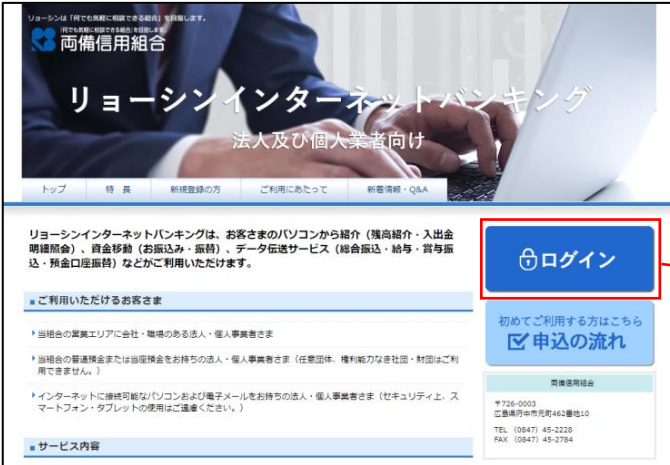 リョーシンは「何でも気軽に相談できる組合」を目指します。
「何でも気軽に相談できる組合」を目指します
両備信用組合
リョーシンインターネットバンキング
法人及び個人業者向け
トップ
特 長
新規登録の方
ご利用にあたって
新着情報・Q&A
リョーシンインターネットバンキングは、お客さまのパソコンから紹介（残高紹介・入出金
明細照会）、資金移動（お振込み・振替）、データ伝送サービス（総合振込・給与・賞与振
込・預金口座振替）などがご利用いただけます。
ご利用いただけるお客さま
当組合の営業エリアに会社・職場のある法人・個人事業者さま
当組合の普通預金または当座預金をお持ちの法人・個人事業者さま（任意団体、権利能力なき社団・財団はご利
用できません。）
インターネットに接続可能なパソコンおよび電子メールをお持ちの法人・個人事業者さま（セキュリティ上、ス
マートフォン・タブレットの使用はご遠慮ください。）
サービス内容
ログイン
初めてご利用する方はこちら
申込の流れ
両備信用組合
〒726-0003
広島県府中市元町462番地10
TEL (0847) 45-2228
FAX (0847) 45-2784